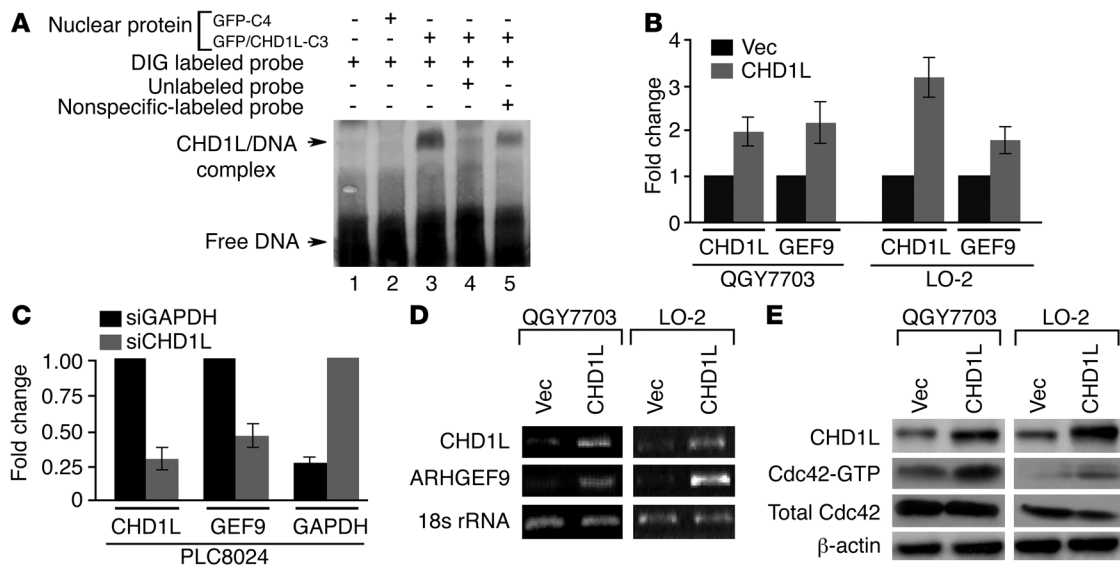 A
Nuclear protein
GFP-C4 - + - - -
GFP/CHD1L-C3 - - + + +
DIG labeled probe + + + + +
Unlabeled probe - - - + -
Nonspecific-labeled probe - - - - +
CHD1L/DNA
complex
Free DNA
1 2 3 4 5
B
Vec
CHD1L
Fold change
4
3
2
1
0
CHD1L GEF9 CHD1L GEF9
QGY7703 LO-2
C
siGAPDH
siCHD1L
Fold change
1.00
0.75
0.50
0.25
0
CHD1L GEF9 GAPDH
PLC8024
D
QGY7703 LO-2
Vec CHD1L Vec CHD1L
CHD1L
ARHGEF9
18s rRNA
E
QGY7703 LO-2
Vec CHD1L Vec CHD1L
CHD1L
Cdc42-GTP
Total Cdc42
β-actin